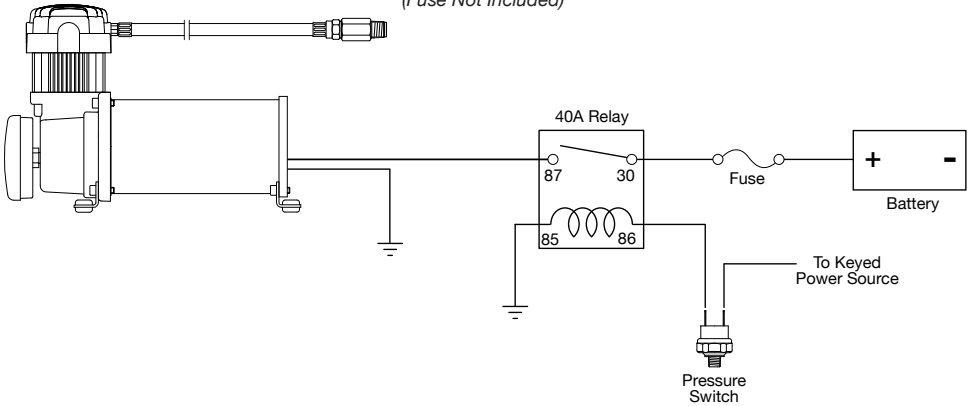 (Fuse Not Included)
40A Relay
87
30
Fuse
+
-
Battery
85
86
To Keyed
Power Source
Pressure
Switch